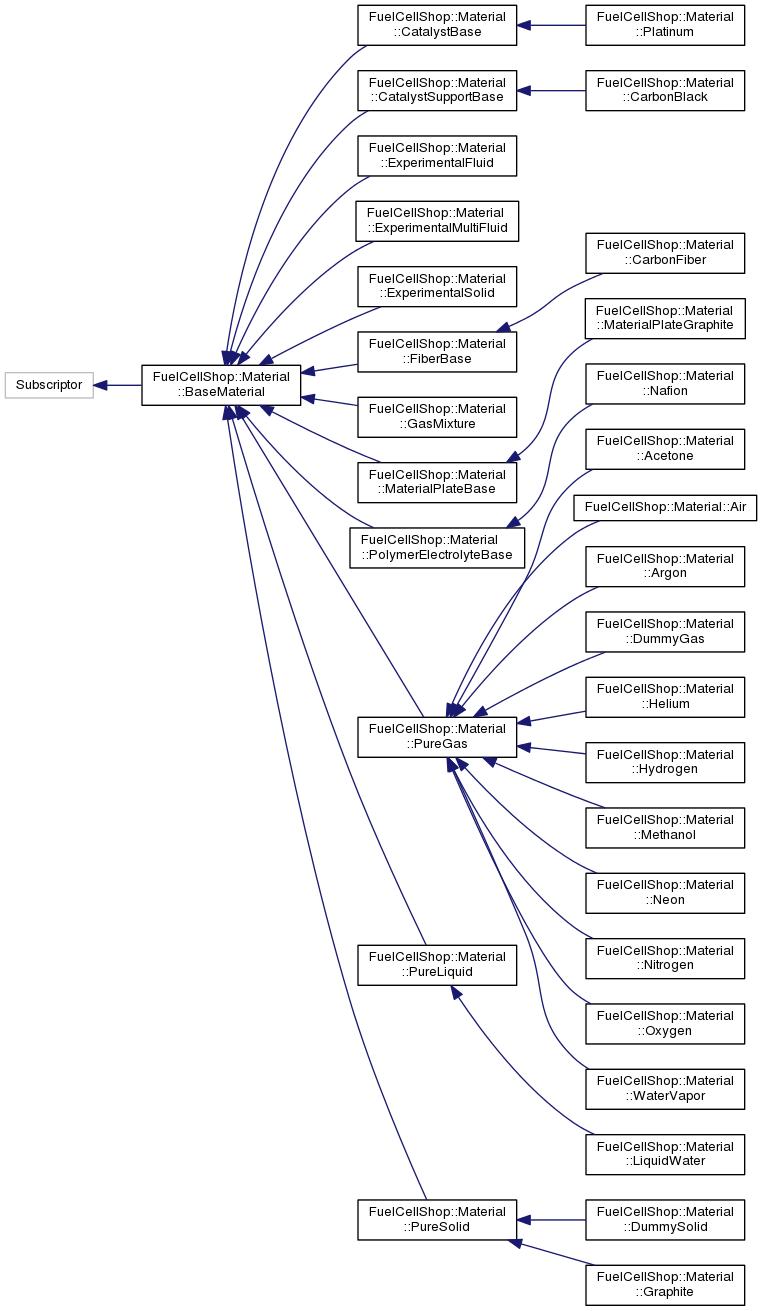 Subscriptor
FuelCellShop::Material
::BaseMaterial
FuelCellShop::Material
::CatalystBase
FuelCellShop::Material
::CatalystSupportBase
FuelCellShop::Material
::ExperimentalFluid
FuelCellShop::Material
::ExperimentalMultiFluid
FuelCellShop::Material
::ExperimentalSolid
FuelCellShop::Material
::FiberBase
FuelCellShop::Material
::GasMixture
FuelCellShop::Material
::MaterialPlateBase
FuelCellShop::Material
::PolymerElectrolyteBase
FuelCellShop::Material
::PureGas
FuelCellShop::Material
::PureLiquid
FuelCellShop::Material
::PureSolid
FuelCellShop::Material
::Platinum
FuelCellShop::Material
::CarbonBlack
FuelCellShop::Material
::CarbonFiber
FuelCellShop::Material
::MaterialPlateGraphite
FuelCellShop::Material
::Nafion
FuelCellShop::Material
::Acetone
FuelCellShop::Material::Air
FuelCellShop::Material
::Argon
FuelCellShop::Material
::DummyGas
FuelCellShop::Material
::Helium
FuelCellShop::Material
::Hydrogen
FuelCellShop::Material
::Methanol
FuelCellShop::Material
::Neon
FuelCellShop::Material
::Nitrogen
FuelCellShop::Material
::Oxygen
FuelCellShop::Material
::WaterVapor
FuelCellShop::Material
::LiquidWater
FuelCellShop::Material
::DummySolid
FuelCellShop::Material
::Graphite